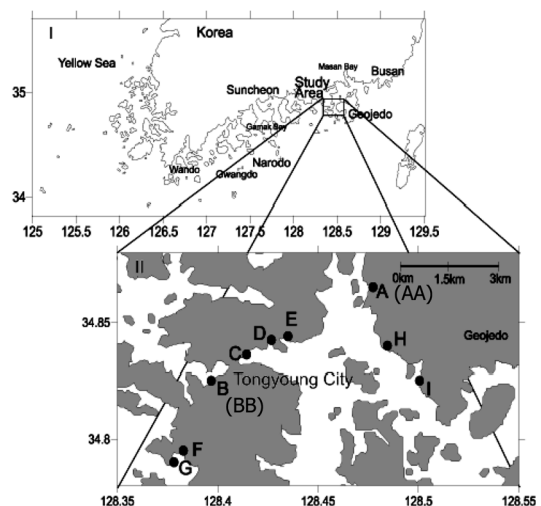 I
Korea
Yellow Sea
Masan Bay
Busan
Suncheon
Study
Area
35
Gamak Bay
Geojedo
Narodo
Wando
Gwangdo
34
125 125.5 126 126.5 127 127.5 128 128.5 129 129.5
II
A
(AA)
0km 1.5km 3km
34.85
D E
H
Geojedo
C
Tongyoung City
B
I
(BB)
34.8
F
G
128.35 128.4 128.45 128.5 128.55